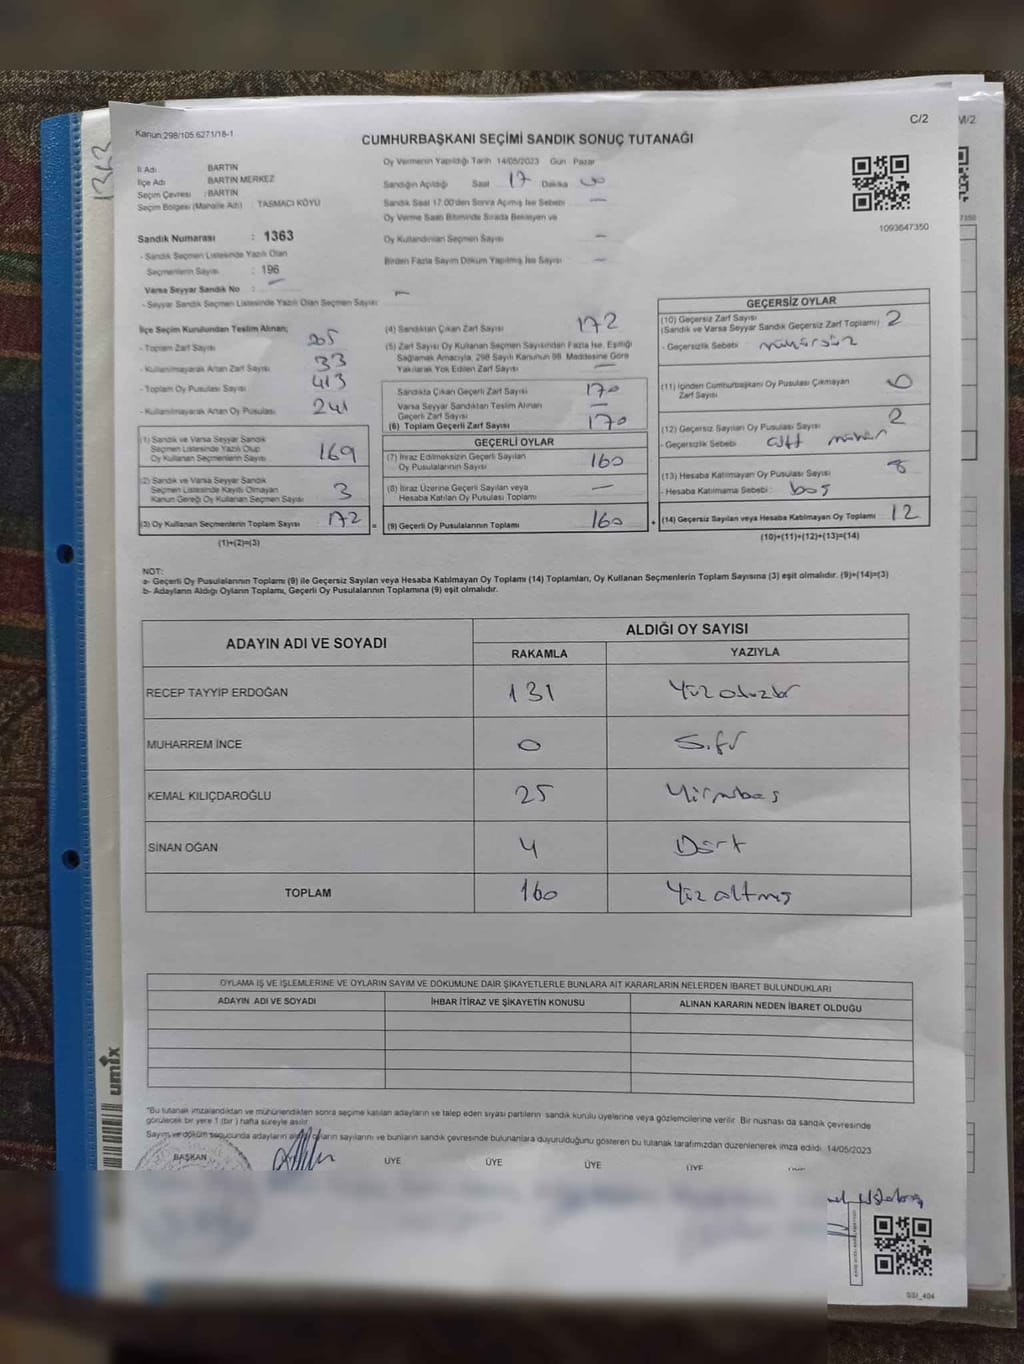 C/2
M/2
Kanun:298/105 6271/18-1
1363
CUMHURBAŞKANI SEÇİMİ SANDIK SONUÇ TUTANAĞI
İl Adı BARTIN
İlçe Adı BARTIN MERKEZ
Seçim Çevresi : BARTIN
Seçim Bölgesi (Mahalle Adı) : TASMACI KÖYÜ
Sandık Numarası : 1363
- Sandık Seçmen Listesinde Yazılı Olan
Seçmenlerin Sayısı : 196
Varsa Seyyar Sandık No :
- Seyyar Sandık Seçmen Listesinde Yazılı Olan Seçmen Sayısı —
Oy Vermenin Yapıldığı Tarih 14/05/2023 Gün Pazar
Sandığın Açıldığı Saat 17 Dakika
Sandık Saat 17.00'den Sonra Açılmış İse Sebebi —
Oy Verme Saati Bitiminde Sırada Bekleyen ve
Oy Kullandırılan Seçmen Sayısı —
Birden Fazla Sayım Döküm Yapılmış İse Sayısı —
1093647350
İlçe Seçim Kurulundan Teslim Alınan;
- Toplam Zarf Sayısı 205
- Kullanılmayarak Artan Zarf Sayısı 33
- Toplam Oy Pusulası Sayısı 413
- Kullanılmayarak Artan Oy Pusulası 241
(1) Sandık ve Varsa Seyyar Sandık
Seçmen Listesinde Yazılı Olup
Oy Kullanan Seçmenlerin Sayısı 169
(2) Sandık ve Varsa Seyyar Sandık
Seçmen Listesinde Kaydı Olmayan
Kanun Gereği Oy Kullanan Seçmen Sayısı 3
(3) Oy Kullanan Seçmenlerin Toplam Sayısı 172 =
(1)+(2)=(3)
(4) Sandıktan Çıkan Zarf Sayısı 172
(5) Zarf Sayısı Oy Kullanan Seçmen Sayısından Fazla İse, Eşitliği
Sağlamak Amacıyla, 298 Sayılı Kanunun 98. Maddesine Göre
Yakılarak Yok Edilen Zarf Sayısı —
Sandıkta Çıkan Geçerli Zarf Sayısı 170
Varsa Seyyar Sandıktan Teslim Alınan
Geçerli Zarf Sayısı —
(6) Toplam Geçerli Zarf Sayısı 170
GEÇERLİ OYLAR
(7) İtiraz Edilmeksizin Geçerli Sayılan
Oy Pusulalarının Sayısı 160
(8) İtiraz Üzerine Geçerli Sayılan veya
Hesaba Katılan Oy Pusulası Toplamı —
(9) Geçerli Oy Pusulalarının Toplamı 160 +
GEÇERSİZ OYLAR
(10) Geçersiz Zarf Sayısı
(Sandık ve Varsa Seyyar Sandık Geçersiz Zarf Toplamı) 2
- Geçersizlik Sebebi mühürsüz
(11) İçinden Cumhurbaşkanı Oy Pusulası Çıkmayan
Zarf Sayısı 0
(12) Geçersiz Sayılan Oy Pusulası Sayısı 2
- Geçersizlik Sebebi çift mühür
(13) Hesaba Katılmayan Oy Pusulası Sayısı 8
- Hesaba Katılmama Sebebi boş
(14) Geçersiz Sayılan veya Hesaba Katılmayan Oy Toplamı 12
(10)+(11)+(12)+(13)=(14)
NOT:
a- Geçerli Oy Pusulalarının Toplamı (9) ile Geçersiz Sayılan veya Hesaba Katılmayan Oy Toplamı (14) Toplamları, Oy Kullanan Seçmenlerin Toplam Sayısına (3) eşit olmalıdır. (9)+(14)=(3)
b- Adayların Aldığı Oyların Toplamı, Geçerli Oy Pusulalarının Toplamına (9) eşit olmalıdır.
ADAYIN ADI VE SOYADI ALDIĞI OY SAYISI
RAKAMLA YAZIYLA
RECEP TAYYİP ERDOĞAN 131 Yüz otuzbir
MUHARREM İNCE 0 Sıfır
KEMAL KILIÇDAROĞLU 25 Yirmibeş
SİNAN OĞAN 4 Dört
TOPLAM 160 Yüz altmış
OYLAMA İŞ VE İŞLEMLERİNE VE OYLARIN SAYIM VE DÖKÜMÜNE DAİR ŞİKAYETLERLE BUNLARA AİT KARARLARIN NELERDEN İBARET BULUNDUKLARI
ADAYIN ADI VE SOYADI İHBAR İTİRAZ VE ŞİKAYETİN KONUSU ALINAN KARARIN NEDEN İBARET OLDUĞU
"Bu tutanak imzalandıktan ve mühürlendikten sonra seçime katılan adayların ve talep eden siyasi partilerin sandık kurulu üyelerine veya gözlemcilerine verilir. Bir nüshası da sandık çevresinde
görülecek bir yere 1 (bir) hafta süreyle asılır.
Sayım ve döküm sonucunda adayların aldığı oyların sayılarını ve bunların sandık çevresinde bulunanlara duyurulduğunu gösteren bu tutanak tarafımızdan düzenlenerek imza edildi. 14/05/2023
BAŞKAN ÜYE ÜYE ÜYE ÜYE
umix
SSI_404